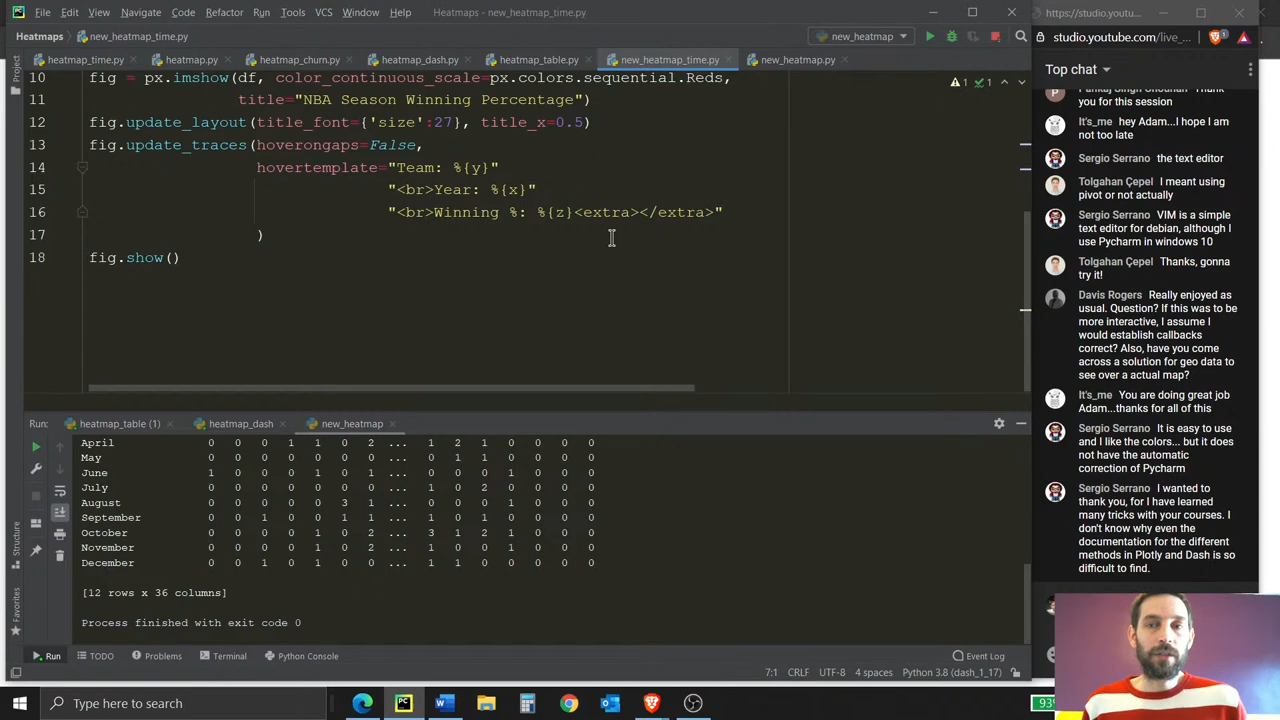 File Edit View Navigate Code Refactor Run Tools VCS Window Help Heatmaps - new_heatmap_time.py
Heatmaps new_heatmap_time.py new_heatmap
heatmap_time.py heatmap.py heatmap_churn.py heatmap_dash.py heatmap_table.py new_heatmap_time.py new_heatmap.py
Project
10 fig = px.imshow(df, color_continuous_scale=px.colors.sequential.Reds,
11 title="NBA Season Winning Percentage")
12 fig.update_layout(title_font={'size':27}, title_x=0.5)
13 fig.update_traces(hoverongaps=False,
14 hovertemplate="Team: %{y}"
15 "<br>Year: %{x}"
16 "<br>Winning %: %{z}<extra></extra>"
17 )
18 fig.show()
1 1
Run: heatmap_table (1) heatmap_dash new_heatmap
April 0 0 0 1 1 0 2 ... 1 2 1 0 0 0 0
May 0 0 0 0 0 0 0 ... 0 1 1 0 0 0 0
June 1 0 0 0 1 0 1 ... 0 0 0 1 0 0 0
July 0 0 0 0 0 0 0 ... 1 0 2 0 0 0 0
August 0 0 0 0 0 3 1 ... 0 0 0 1 0 0 0
September 0 0 1 0 0 1 1 ... 1 0 1 0 0 0 0
October 0 0 0 0 1 0 2 ... 3 1 2 1 0 0 0
November 0 0 0 0 1 0 2 ... 1 0 0 1 0 0 0
December 0 0 1 0 1 0 0 ... 1 1 0 0 0 0 0
[12 rows x 36 columns]
Process finished with exit code 0
Structure
Favorites
Run TODO Problems Terminal Python Console Event Log
7:1 CRLF UTF-8 4 spaces Python 3.8 (dash_1_17)
Type here to search
93%
https://studio.youtu...
studio.youtube.com/live_...
1
Top chat
Thank
you for this session
It's_me hey Adam...I hope I am
not too late
Sergio Serrano the text editor
Tolgahan Çepel I meant using
pivot or not actually
Sergio Serrano VIM is a simple
text editor for debian, although I
use Pycharm in windows 10
Tolgahan Çepel Thanks, gonna
try it!
Davis Rogers Really enjoyed as
usual. Question? If this was to be
more interactive, I assume I
would establish callbacks
correct? Also, have you come
across a solution for geo data to
see over a actual map?
It's_me You are doing great job
Adam...thanks for all of this
Sergio Serrano It is easy to use
and I like the colors... but it does
not have the automatic
correction of Pycharm
Sergio Serrano I wanted to
thank you, for I have learned
many tricks with your courses. I
don't know why even the
documentation for the different
methods in Plotly and Dash is so
difficult to find.